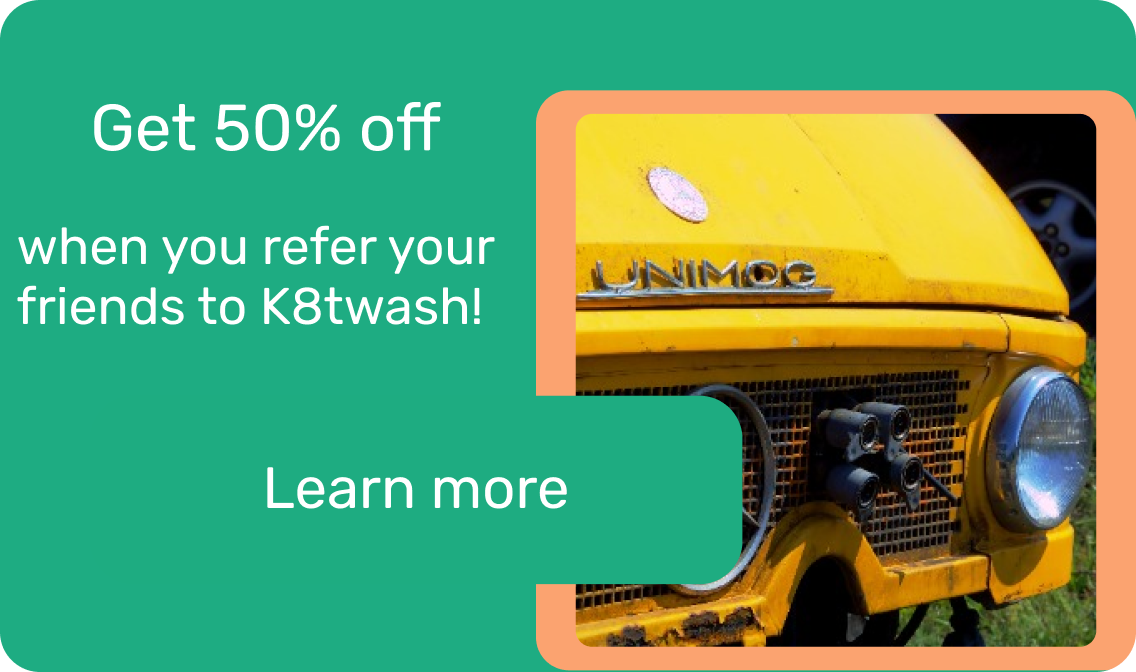 Get 50% off
when you refer your
friends to K8twash!
UNIMOG
Learn more